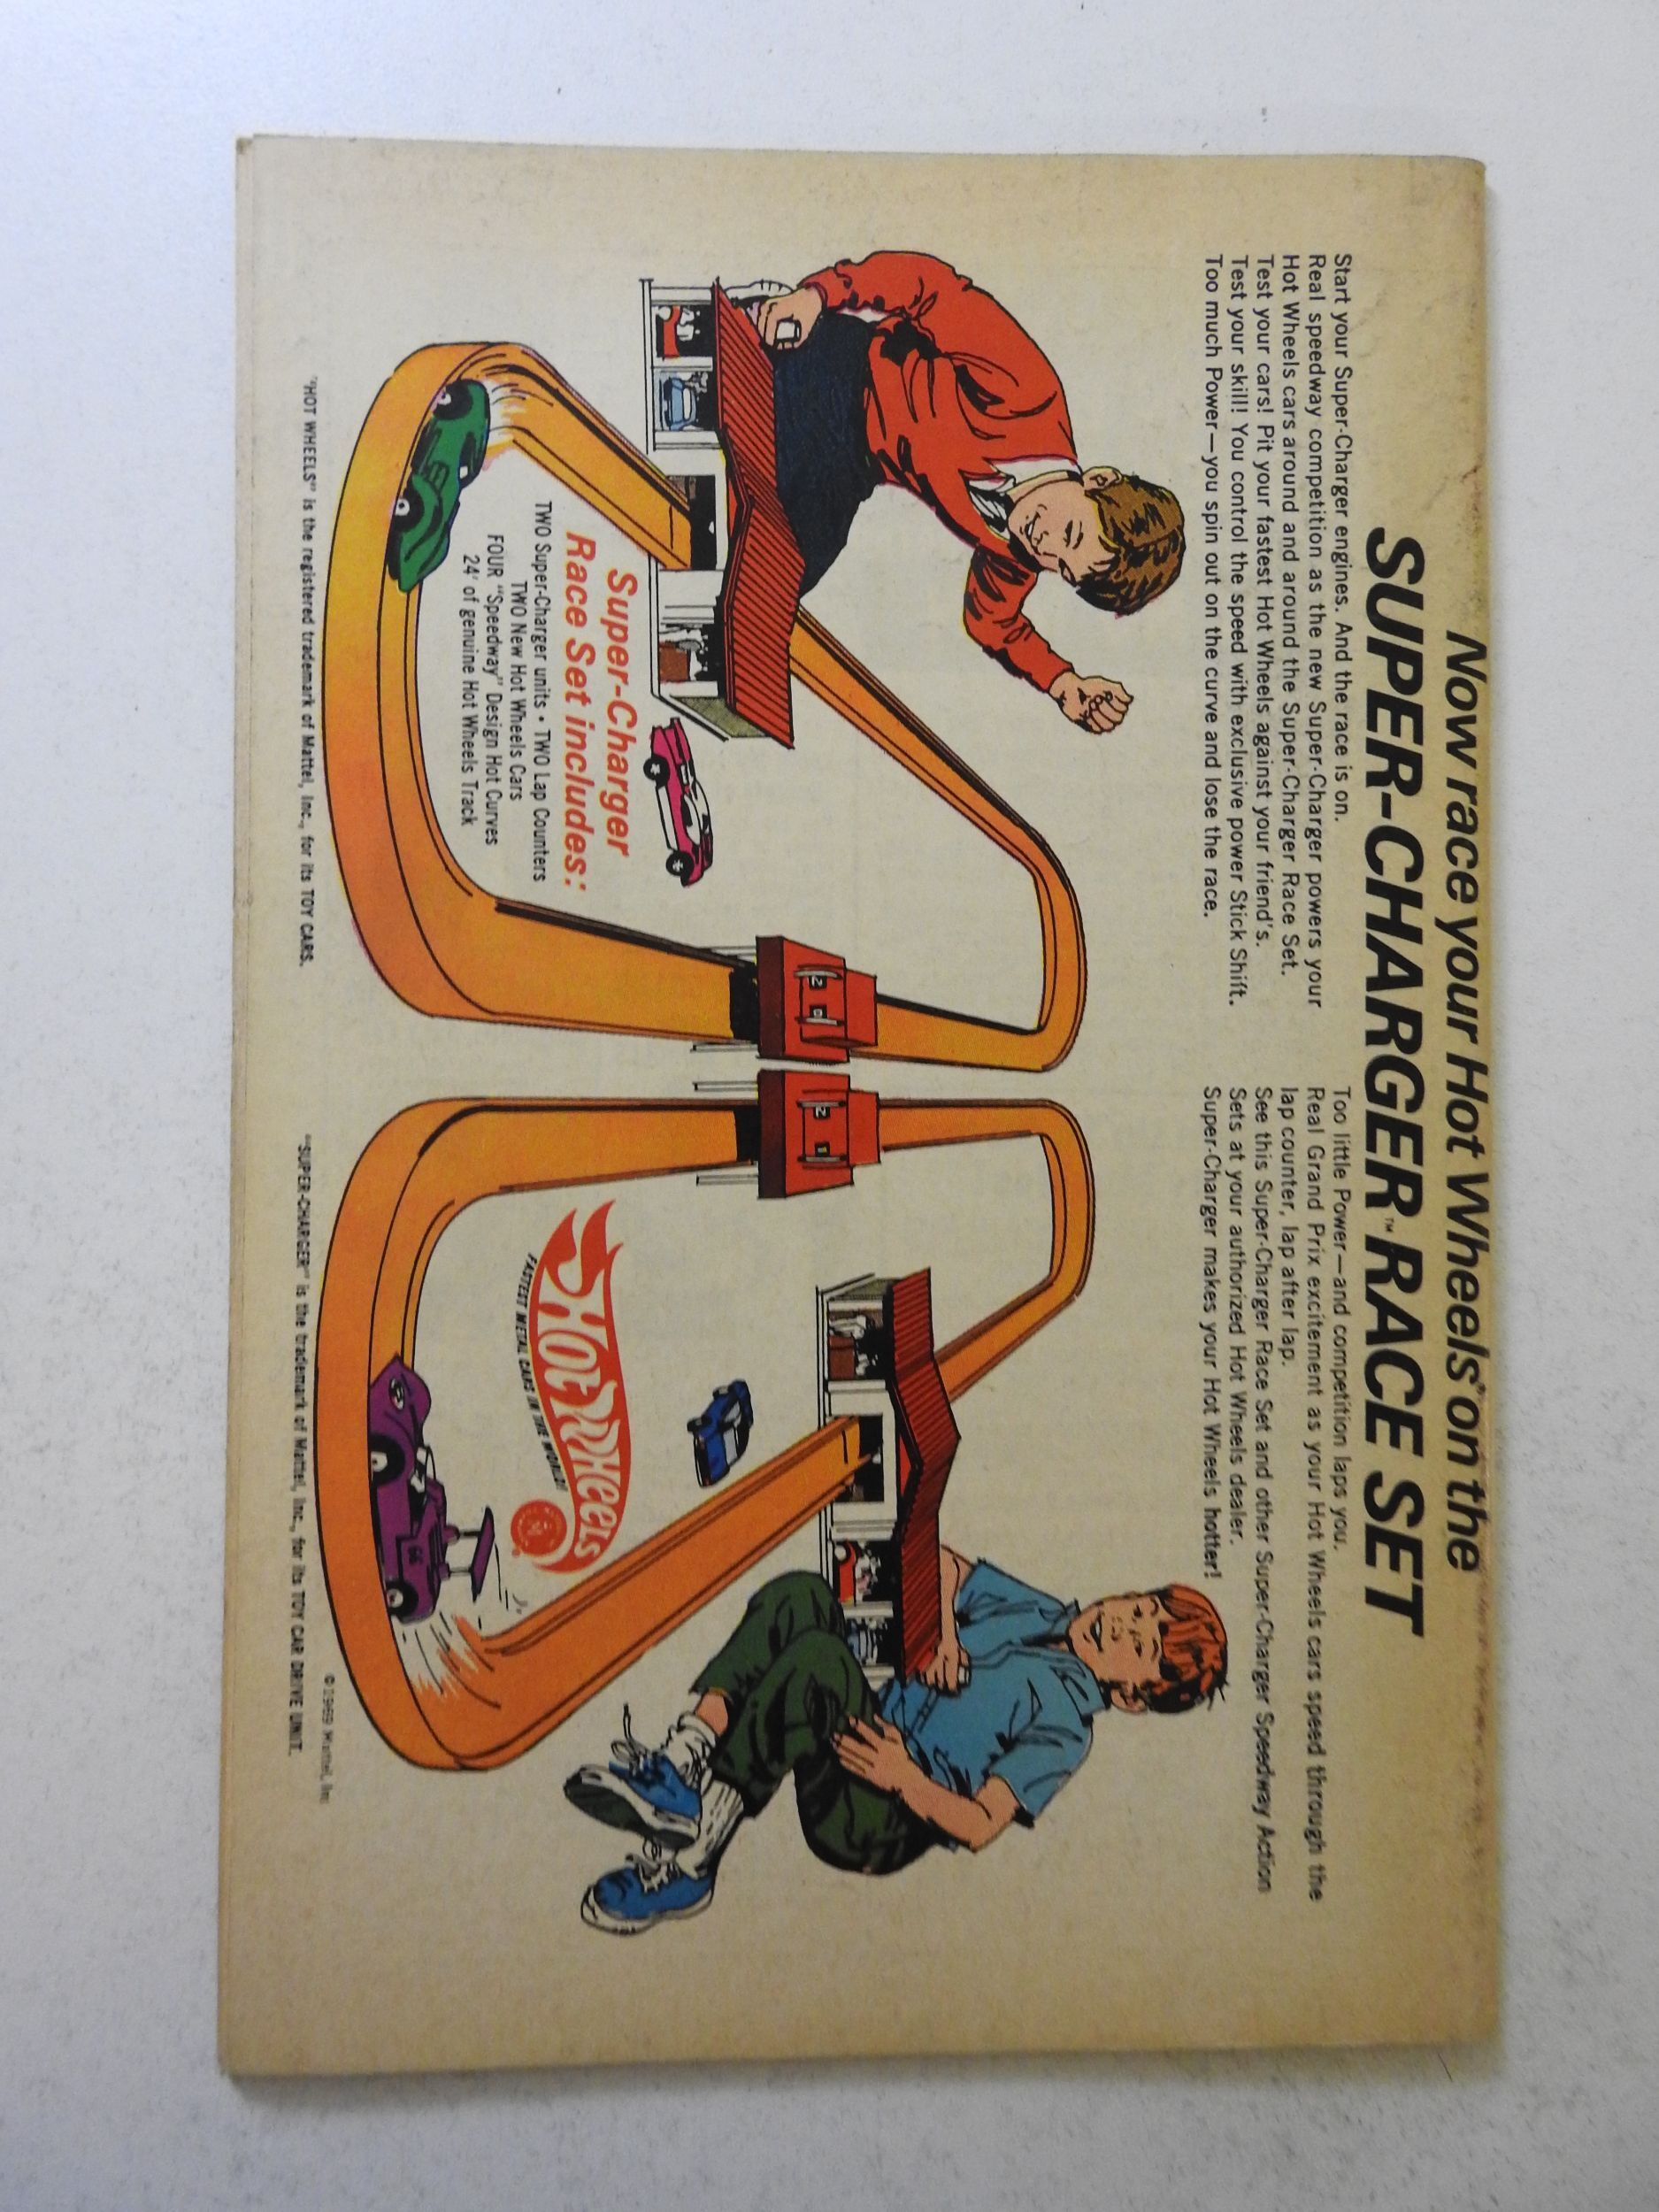 Now race your Hot Wheels® on the
SUPER-CHARGER™ RACE SET
Start your Super-Charger engines. And the race is on.
Real speedway competition as the new Super-Charger powers your
Hot Wheels cars around and around the Super-Charger Race Set.
Test your cars! Pit your fastest Hot Wheels against your friend's.
Test your skill! You control the speed with exclusive power Stick Shift.
Too much Power—you spin out on the curve and lose the race.
Too little Power—and competition laps you.
Real Grand Prix excitement as your Hot Wheels cars speed through the
lap counter, lap after lap.
See this Super-Charger Race Set and other Super-Charger Speedway Action
Sets at your authorized Hot Wheels dealer.
Super-Charger makes your Hot Wheels hotter!
2 0
2 1
Super-Charger
Race Set includes:
TWO Super-Charger units • TWO Lap Counters
TWO New Hot Wheels Cars
FOUR "Speedway" Design Hot Curves
24' of genuine Hot Wheels Track
Hot Wheels
FASTEST METAL CARS IN THE WORLD!
66
© 1969 Mattel, Inc
"HOT WHEELS" is the registered trademark of Mattel, Inc., for its TOY CARS.
"SUPER-CHARGER" is the trademark of Mattel, Inc., for its TOY CAR DRIVE UNIT.